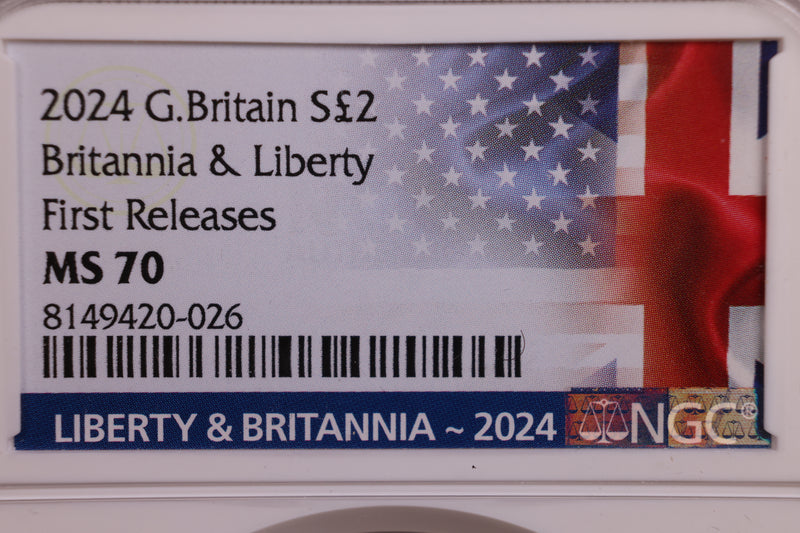 2024 G.Britain S£2
Britannia & Liberty
First Releases
MS 70
8149420-026
LIBERTY & BRITANNIA ~ 2024 NGC®